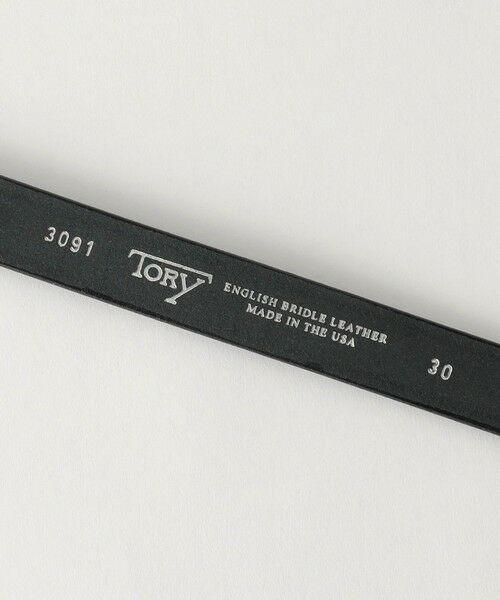 3091
TORY
ENGLISH BRIDLE LEATHER
MADE IN THE USA
30